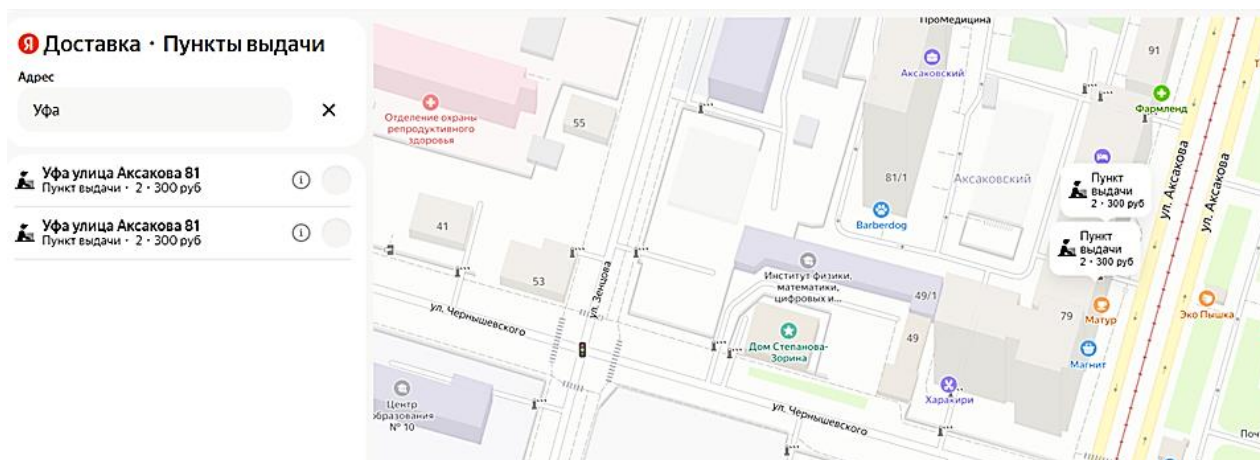 Я Доставка · Пункты выдачи
Адрес
Уфа
Уфа улица Аксакова 81
Пункт выдачи · 2 · 300 руб
Уфа улица Аксакова 81
Пункт выдачи · 2 · 300 руб
ПроМедицина
91
Аксаковский
Фармленд
Отделение охраны
репродуктивного
здоровья
55
81/1
Аксаковский
Пункт
выдачи
2 · 300 руб
ул. Аксакова
ул. Аксакова
Barberdog
41
Пункт
выдачи
2 · 300 руб
53
ул. Зенцова
Институт физики,
математики,
цифровых и...
49/1
ул. Чернышевского
79
Матур
Эко Пышка
49
Дом Степанова-
Зорина
Магнит
Харакири
Центр
образования
№ 10
ул. Чернышевского
Поч